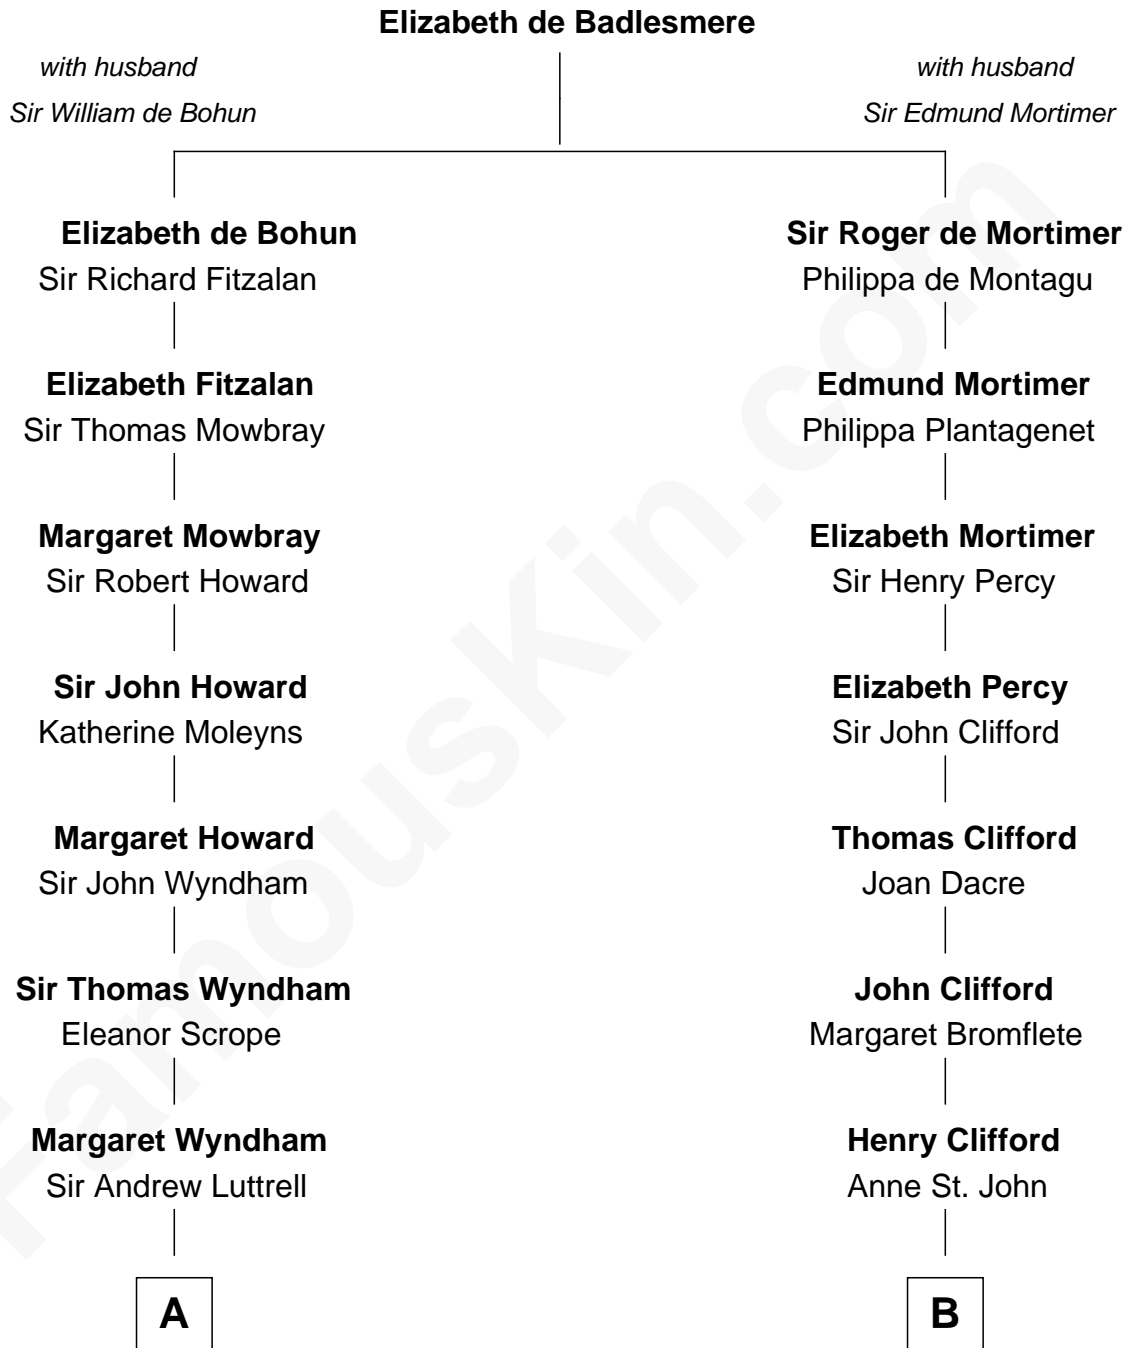 Elizabeth de Badlesmere
with husband
Sir William de Bohun
with husband
Sir Edmund Mortimer
Elizabeth de Bohun
Sir Richard Fitzalan
Elizabeth Fitzalan
Sir Thomas Mowbray
Margaret Mowbray
Sir Robert Howard
Sir John Howard
Katherine Moleyns
Margaret Howard
Sir John Wyndham
Sir Thomas Wyndham
Eleanor Scrope
Margaret Wyndham
Sir Andrew Luttrell
A
Sir Roger de Mortimer
Philippa de Montagu
Edmund Mortimer
Philippa Plantagenet
Elizabeth Mortimer
Sir Henry Percy
Elizabeth Percy
Sir John Clifford
Thomas Clifford
Joan Dacre
John Clifford
Margaret Bromflete
Henry Clifford
Anne St. John
B
FamousKin.com